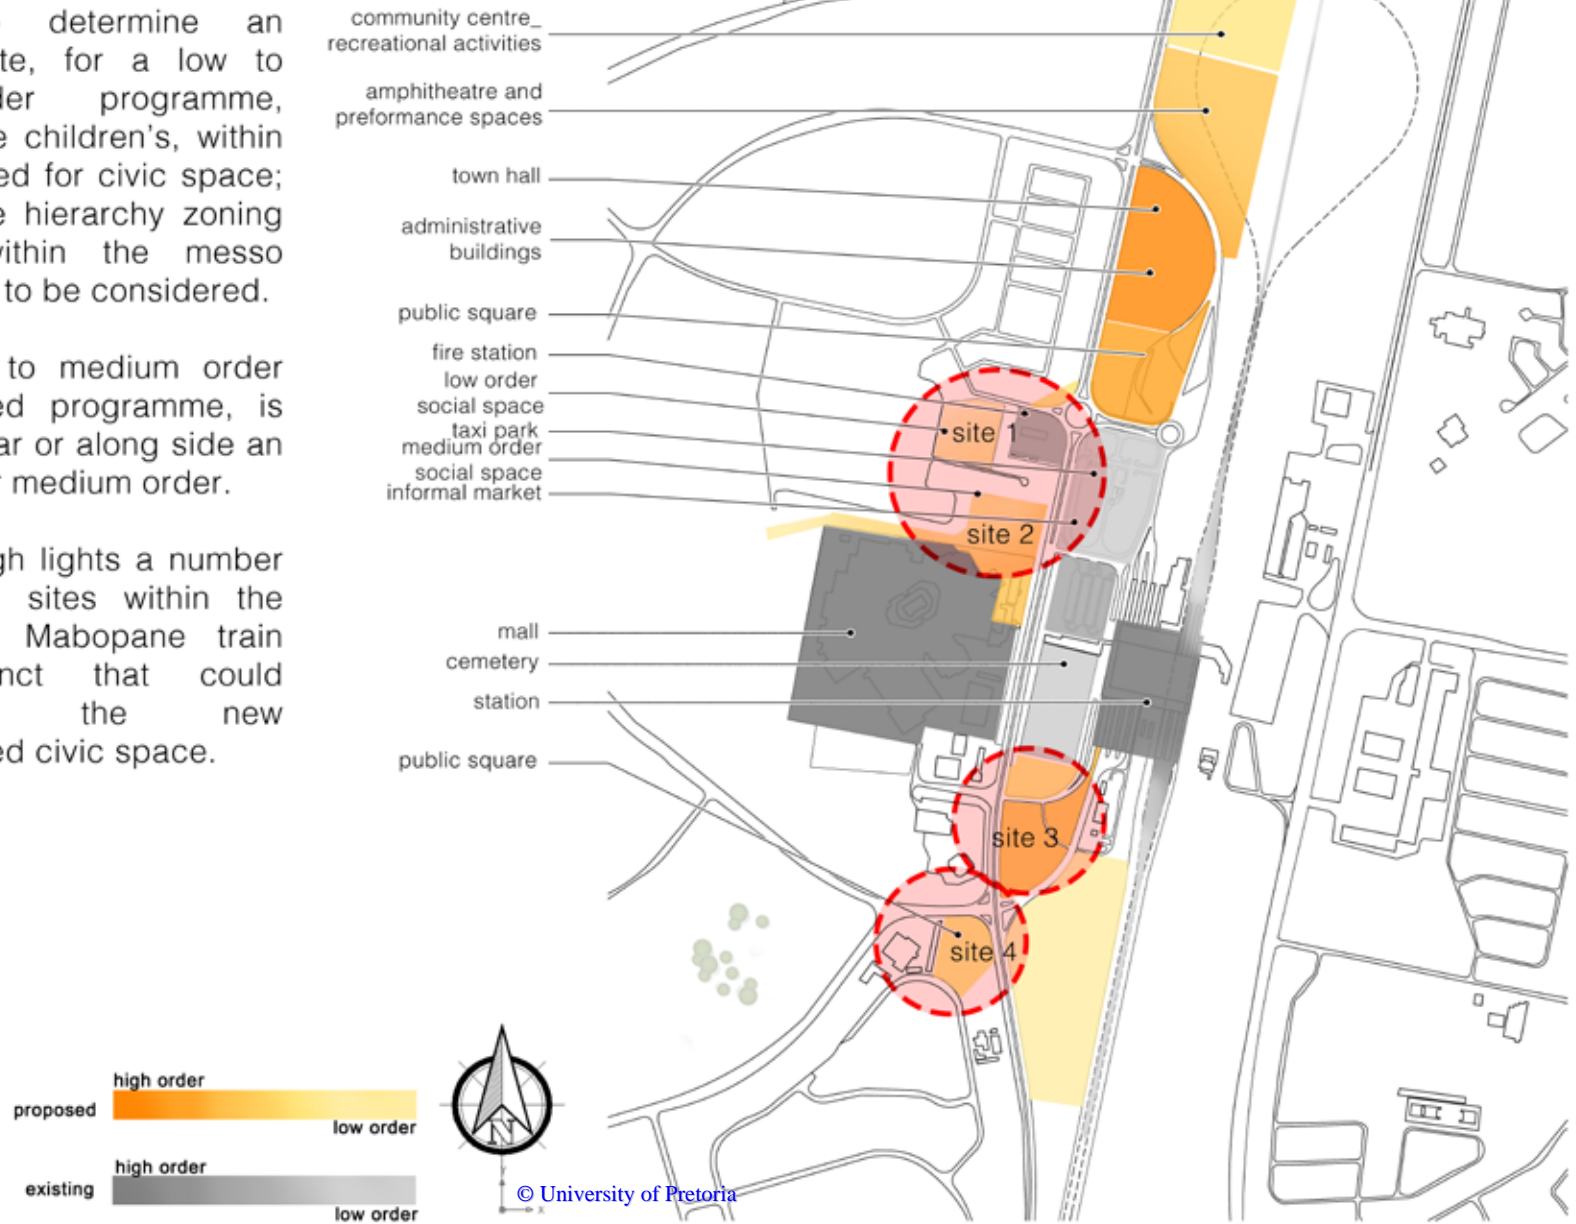 determine an
te, for a low to
der programme,
e children's, within
ed for civic space;
e hierarchy zoning
within the messo
to be considered.
to medium order
ed programme, is
ar or along side an
r medium order.
gh lights a number
sites within the
Mabopane train
nct that could
the new
ed civic space.
community centre_
recreational activities
amphitheatre and
preformance spaces
town hall
administrative
buildings
public square
fire station
low order
social space
taxi park
medium order
social space
informal market
mall
cemetery
station
public square
site 1
site 2
site 3
site 4
high order
proposed
low order
high order
existing
low order
N
Y
X
© University of Pretoria